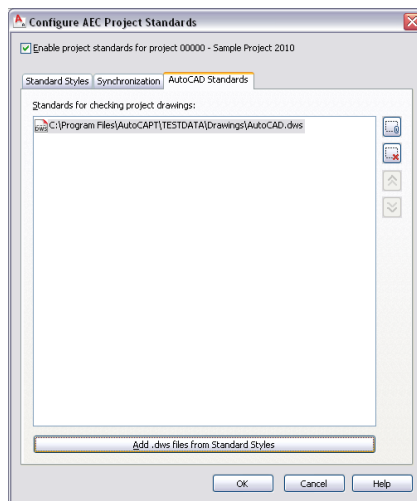 Configure AEC Project Standards
Enable project standards for project 00000 - Sample Project 2010
Standard Styles Synchronization AutoCAD Standards
Standards for checking project drawings:
C:\Program Files\AutoCAPT\TESTDATA\Drawings\AutoCAD.dws
Add .dws files from Standard Styles
OK Cancel Help